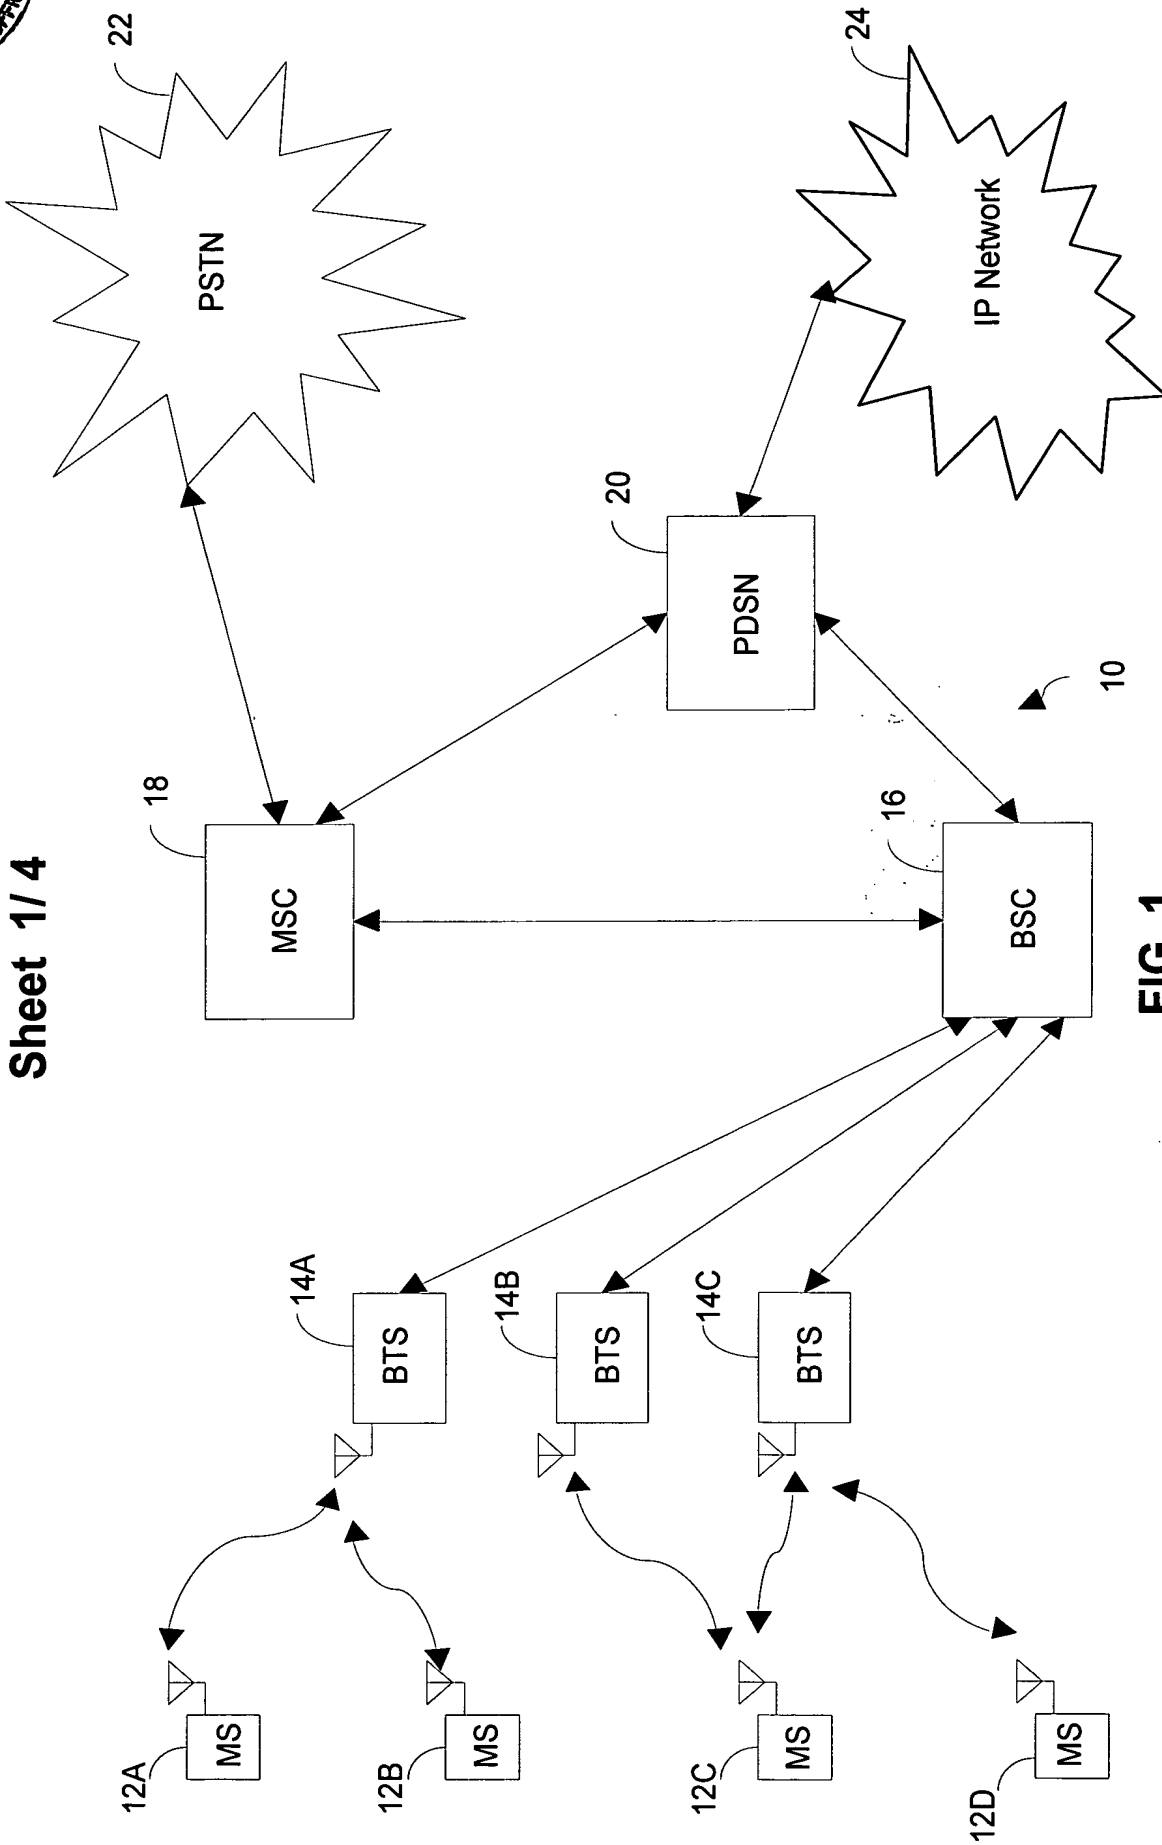 Sheet 1/ 4
12A
MS
12B
MS
12C
MS
12D
MS
14A
BTS
14B
BTS
14C
BTS
18
MSC
16
BSC
20
PDSN
22
PSTN
24
IP Network
10
FIG 1